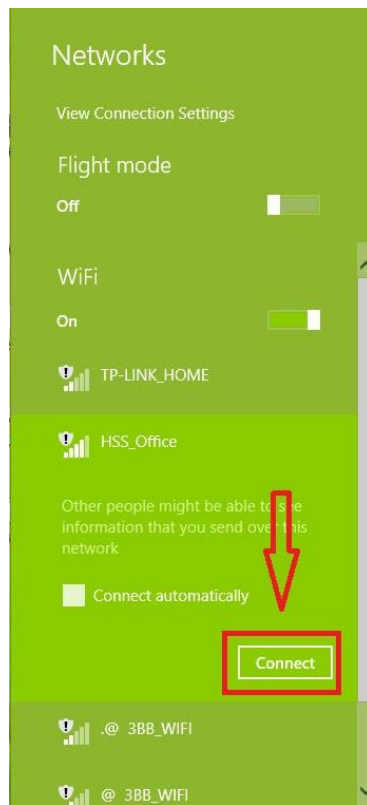 Networks
View Connection Settings
Flight mode
Off
WiFi
On
TP-LINK_HOME
HSS_Office
Other people might be able to see
information that you send over this
network
Connect automatically
Connect
.@ 3BB_WIFI
@ 3BB_WIFI